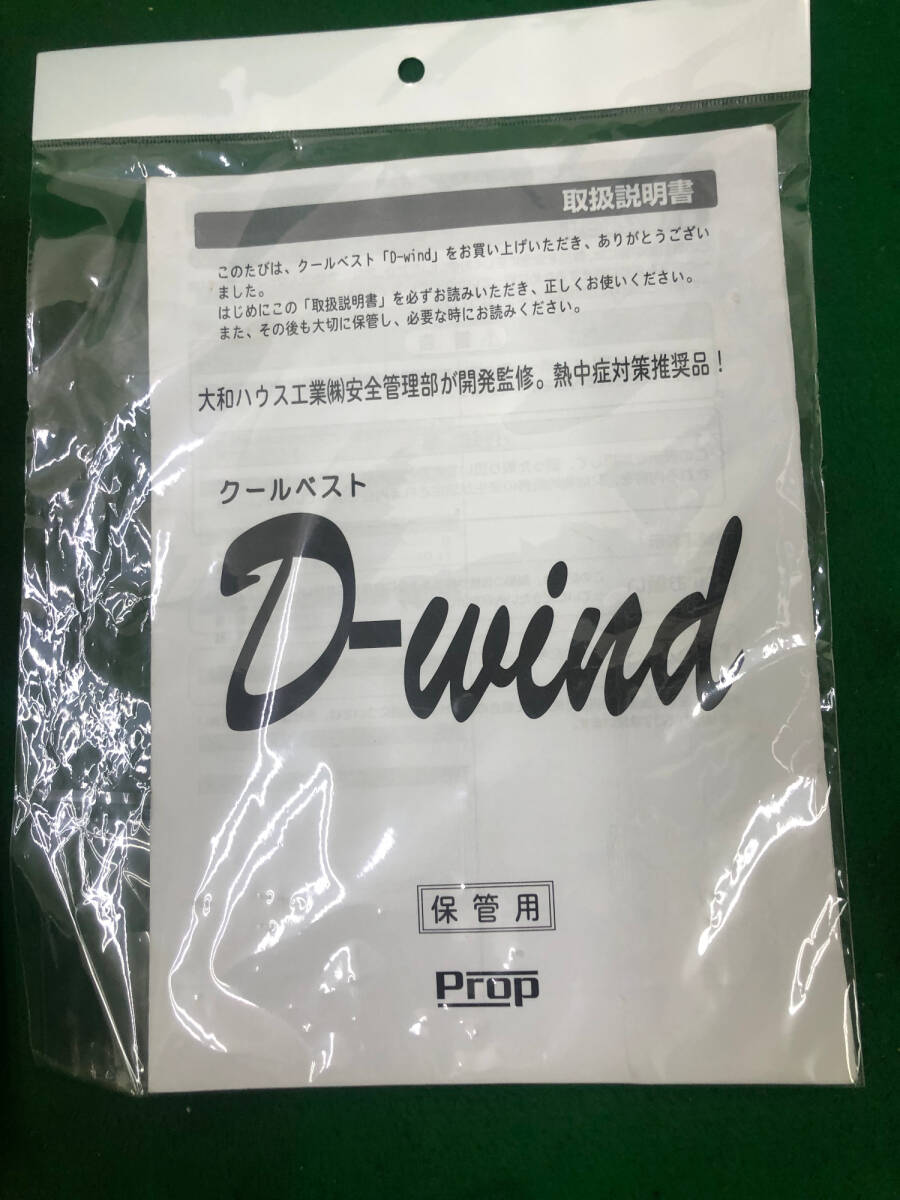 取扱説明書
このたびは、クールベスト「D-wind」をお買い上げいただき、ありがとうござい
ました。
はじめにこの「取扱説明書」を必ずお読みいただき、正しくお使いください。
また、その後も大切に保管し、必要な時にお読みください。
大和ハウス工業㈱安全管理部が開発監修。熱中症対策推奨品！
クールベスト
D-wind
保管用
Prop